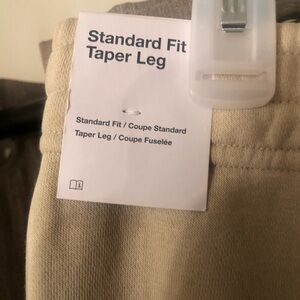 Standard Fit
Taper Leg
Standard Fit / Coupe Standard
Taper Leg / Coupe Fuselée